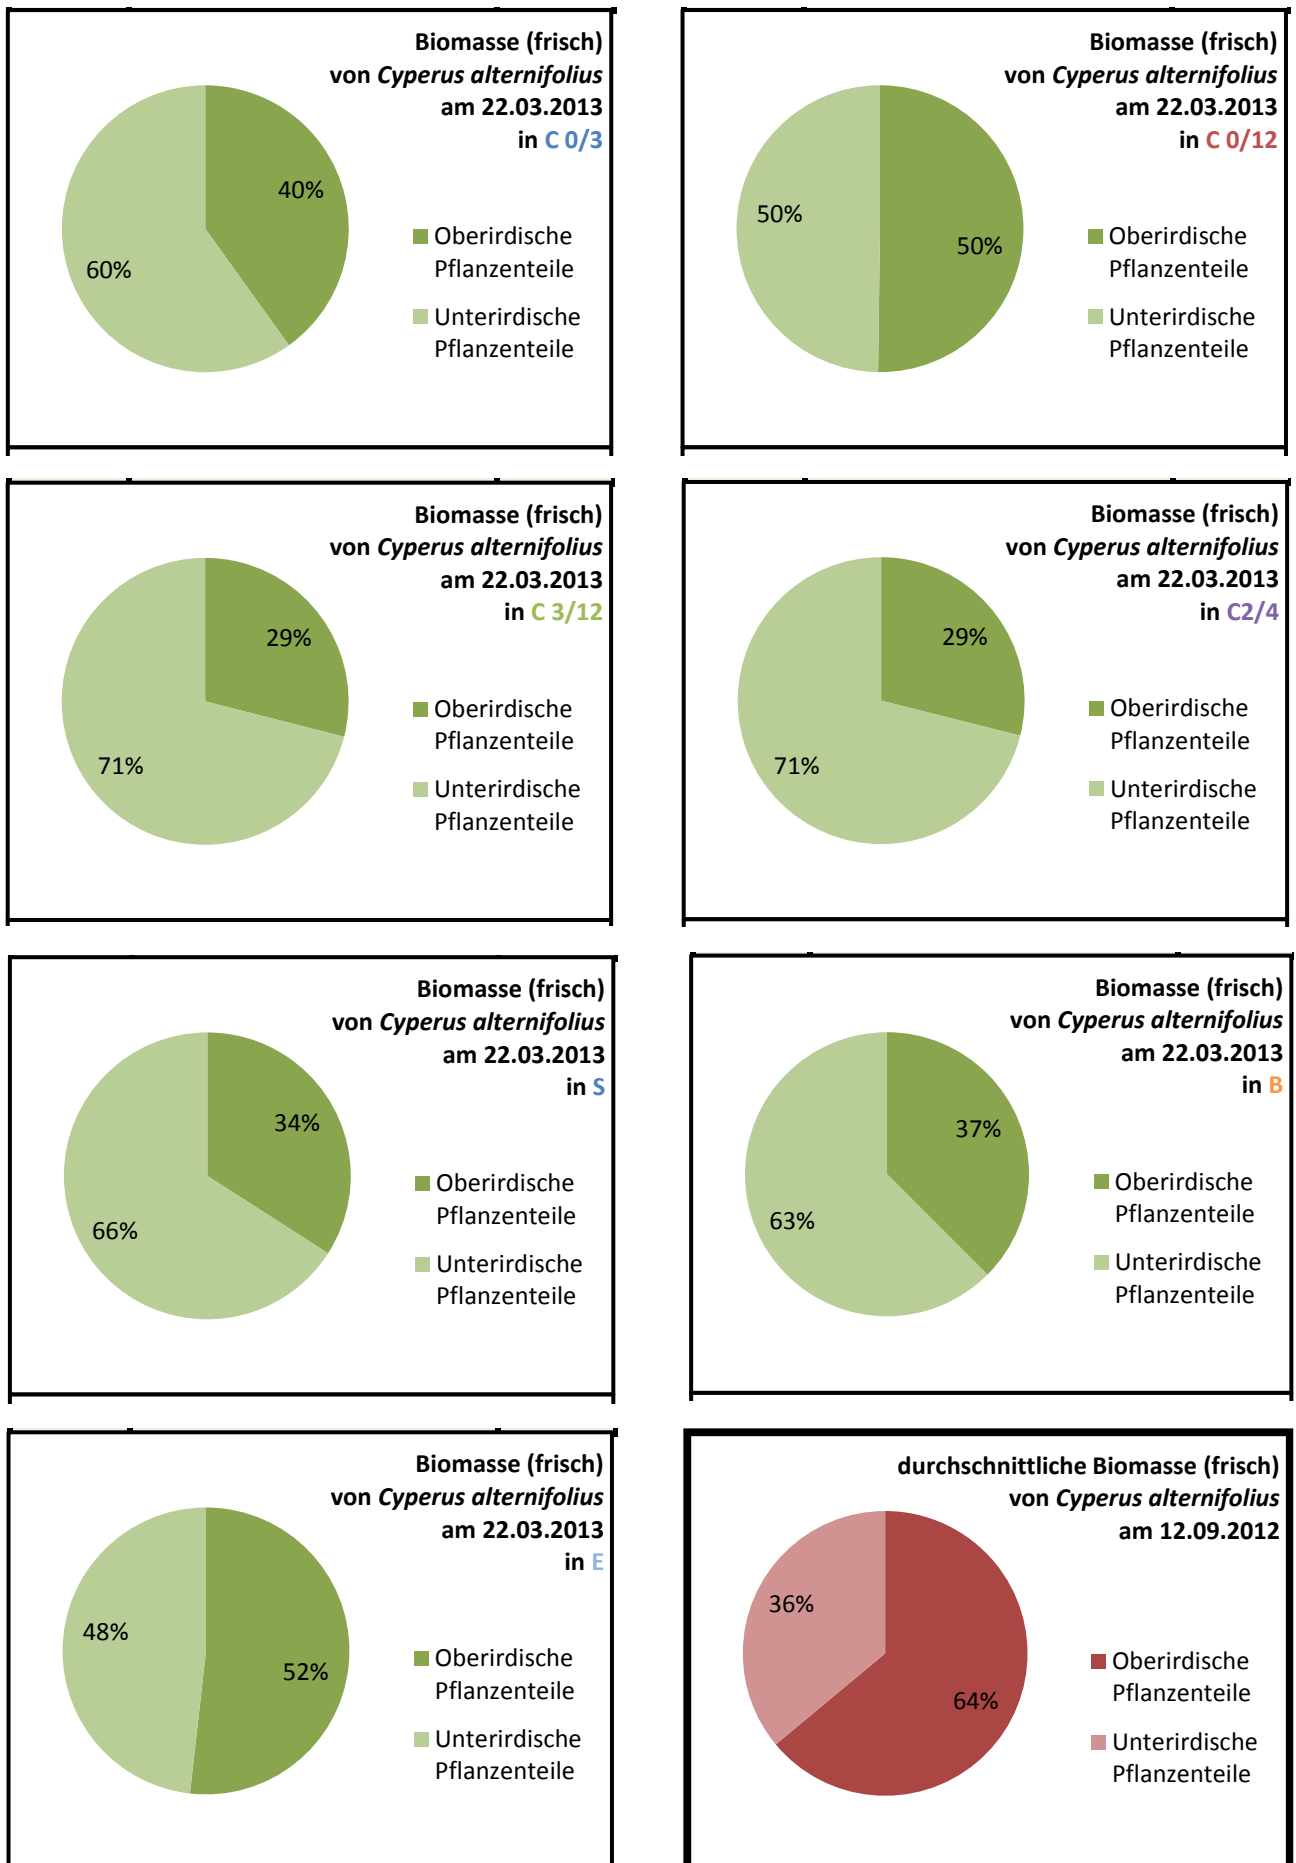 Biomasse (frisch)
von Cyperus alternifolius
am 22.03.2013
in C 0/3
40%
60%
Oberirdische
Pflanzenteile
Unterirdische
Pflanzenteile
Biomasse (frisch)
von Cyperus alternifolius
am 22.03.2013
in C 0/12
50%
50%
Oberirdische
Pflanzenteile
Unterirdische
Pflanzenteile
Biomasse (frisch)
von Cyperus alternifolius
am 22.03.2013
in C 3/12
29%
71%
Oberirdische
Pflanzenteile
Unterirdische
Pflanzenteile
Biomasse (frisch)
von Cyperus alternifolius
am 22.03.2013
in C2/4
29%
71%
Oberirdische
Pflanzenteile
Unterirdische
Pflanzenteile
Biomasse (frisch)
von Cyperus alternifolius
am 22.03.2013
in S
34%
66%
Oberirdische
Pflanzenteile
Unterirdische
Pflanzenteile
Biomasse (frisch)
von Cyperus alternifolius
am 22.03.2013
in B
37%
63%
Oberirdische
Pflanzenteile
Unterirdische
Pflanzenteile
Biomasse (frisch)
von Cyperus alternifolius
am 22.03.2013
in E
48%
52%
Oberirdische
Pflanzenteile
Unterirdische
Pflanzenteile
durchschnittliche Biomasse (frisch)
von Cyperus alternifolius
am 12.09.2012
36%
64%
Oberirdische
Pflanzenteile
Unterirdische
Pflanzenteile